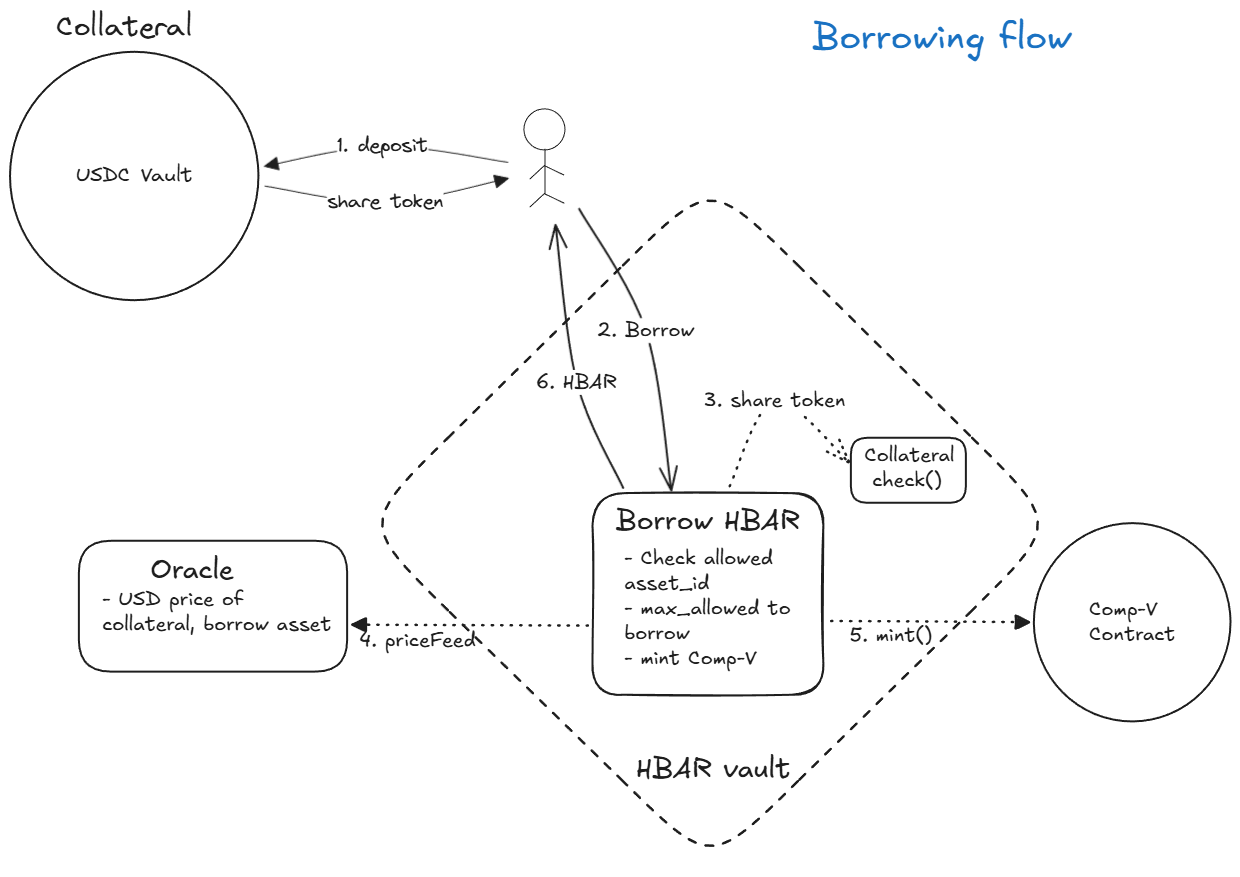 Collateral
Borrowing flow
USDC Vault
1. deposit
share token
2. Borrow
6. HBAR
3. share token
Collateral
check()
Borrow HBAR
- Check allowed
asset_id
- max_allowed to
borrow
- mint Comp-V
Oracle
- USD price of
collateral, borrow asset
4. priceFeed
5. mint()
Comp-V
Contract
HBAR vault